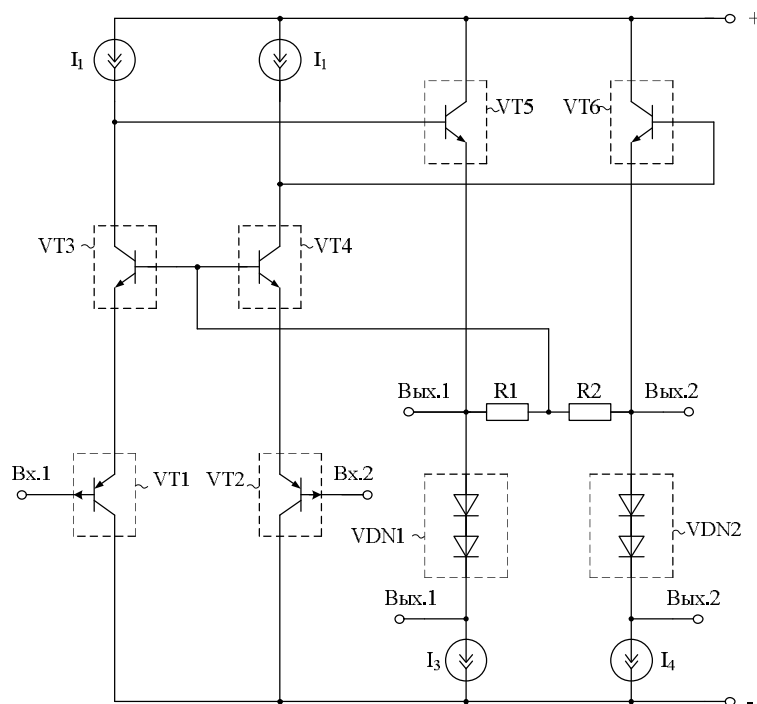 +
I1 I1
VT5 VT6
VT3 VT4
Вых.1 R1 R2 Вых.2
Вх.1 VT1 VT2 Вх.2
VDN1 VDN2
Вых.1 Вых.2
I3 I4
-